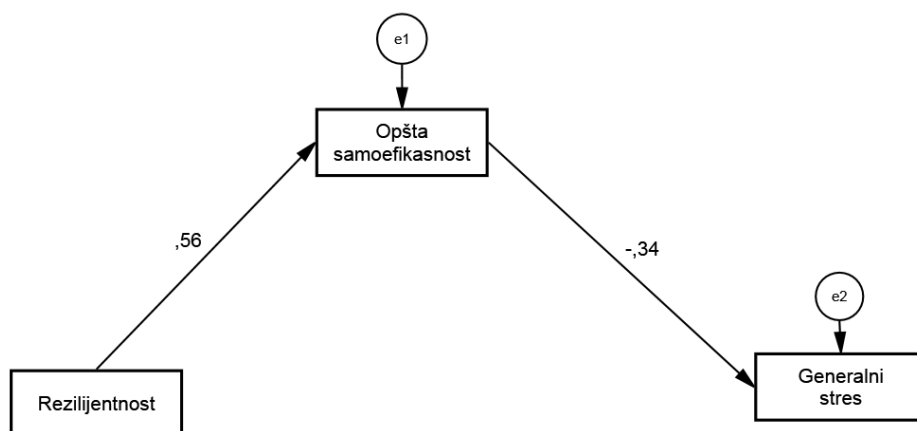 e1
Opšta
samoefikasnost
,56
-,34
e2
Generalni
stres
Rezilijentnost